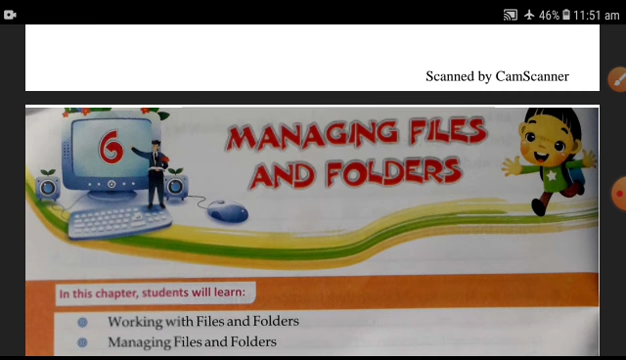 46% 11:51 am
Scanned by CamScanner
6
MANAGING FILES
AND FOLDERS
In this chapter, students will learn:
Working with Files and Folders
Managing Files and Folders